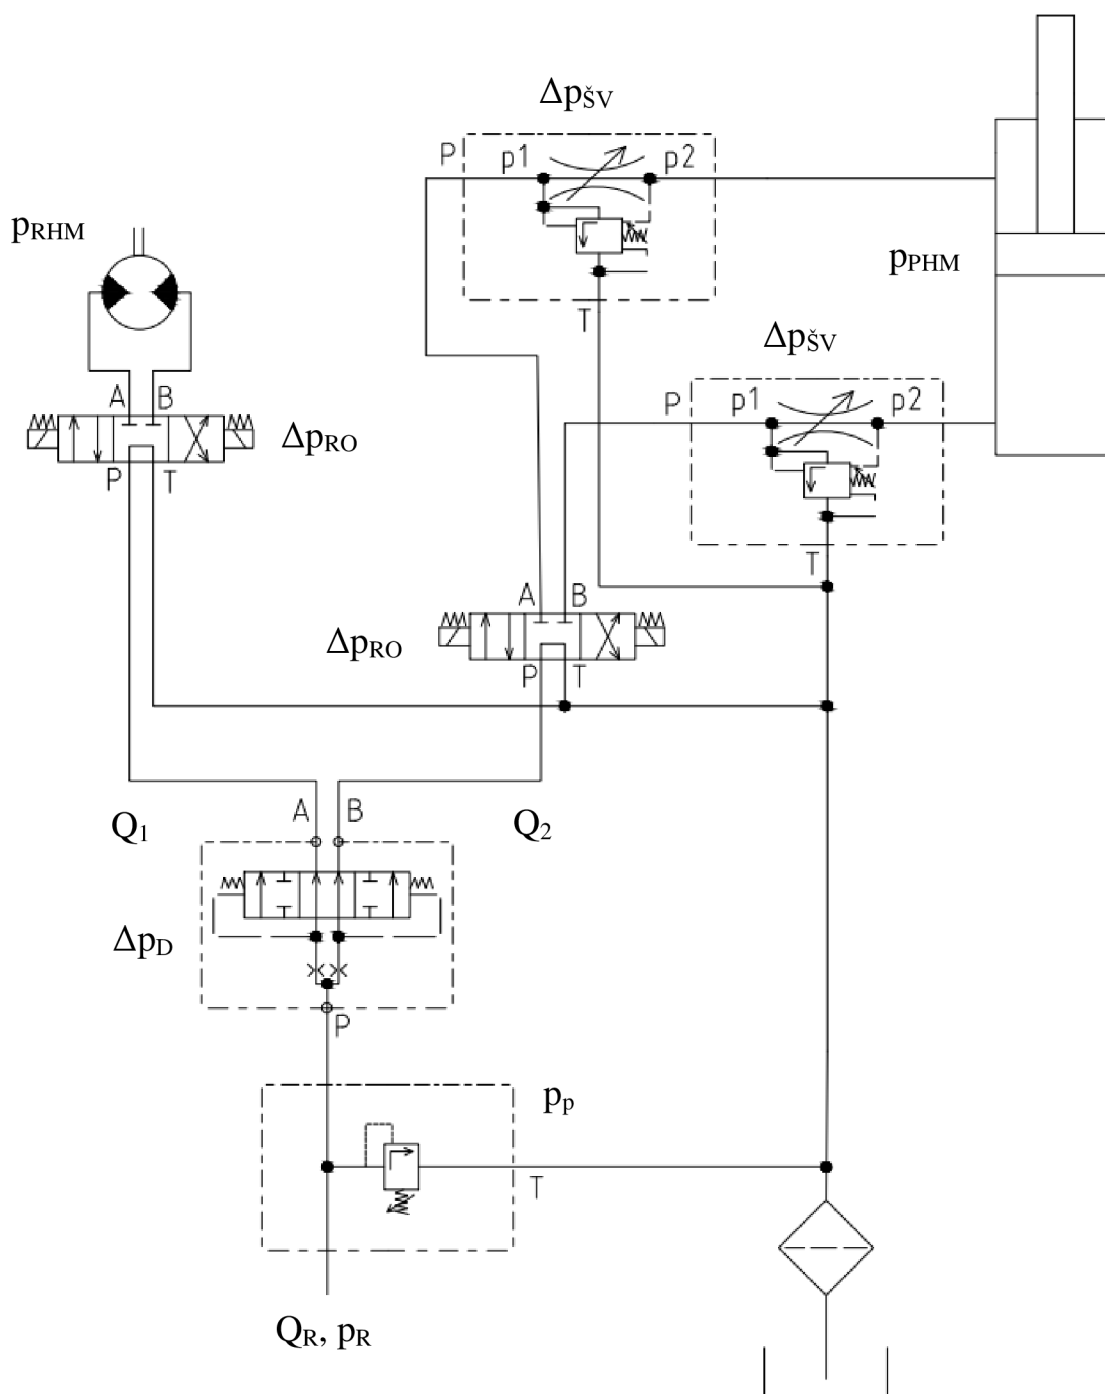 Δpšv
P p1 p2
pRHM
pPHM
T
Δpšv
A B
P p1 p2
ΔpRO
P T
T
A B
ΔpRO
P T
A B
Q1
Q2
ΔpD
P
pp
T
QR, pR